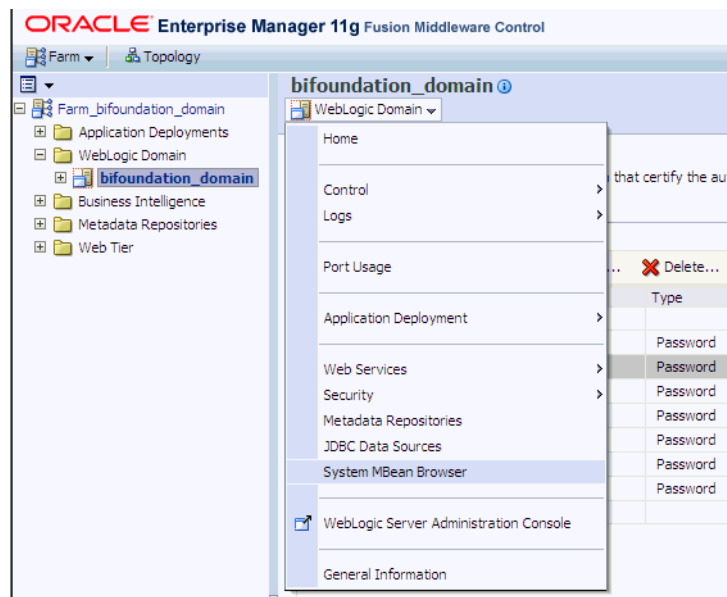 ORACLE Enterprise Manager 11g Fusion Middleware Control
Farm Topology
Farm_bifoundation_domain
Application Deployments
WebLogic Domain
bifoundation_domain
Business Intelligence
Metadata Repositories
Web Tier
bifoundation_domain
WebLogic Domain
Home
Control
Logs
Port Usage
Application Deployment
Web Services
Security
Metadata Repositories
JDBC Data Sources
System MBean Browser
WebLogic Server Administration Console
General Information
that certify the au
... Delete...
Type
Password
Password
Password
Password
Password
Password
Password